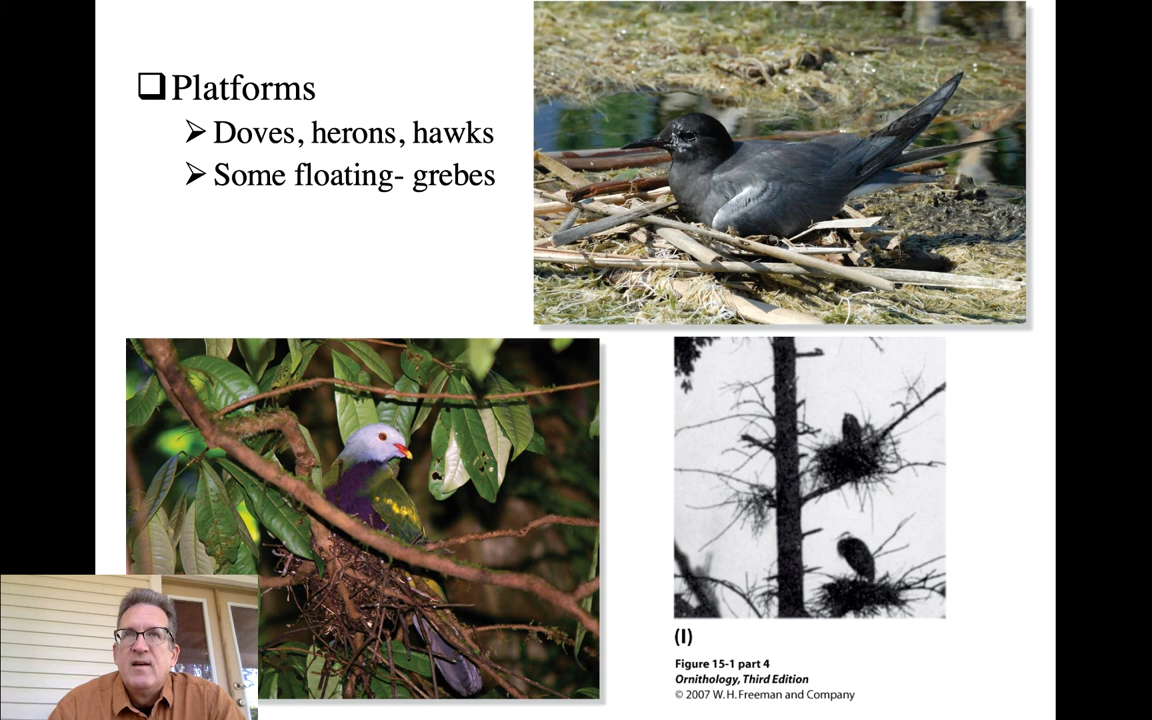 Platforms
Doves, herons, hawks
Some floating- grebes
(I)
Figure 15-1 part 4
Ornithology, Third Edition
© 2007 W. H. Freeman and Company